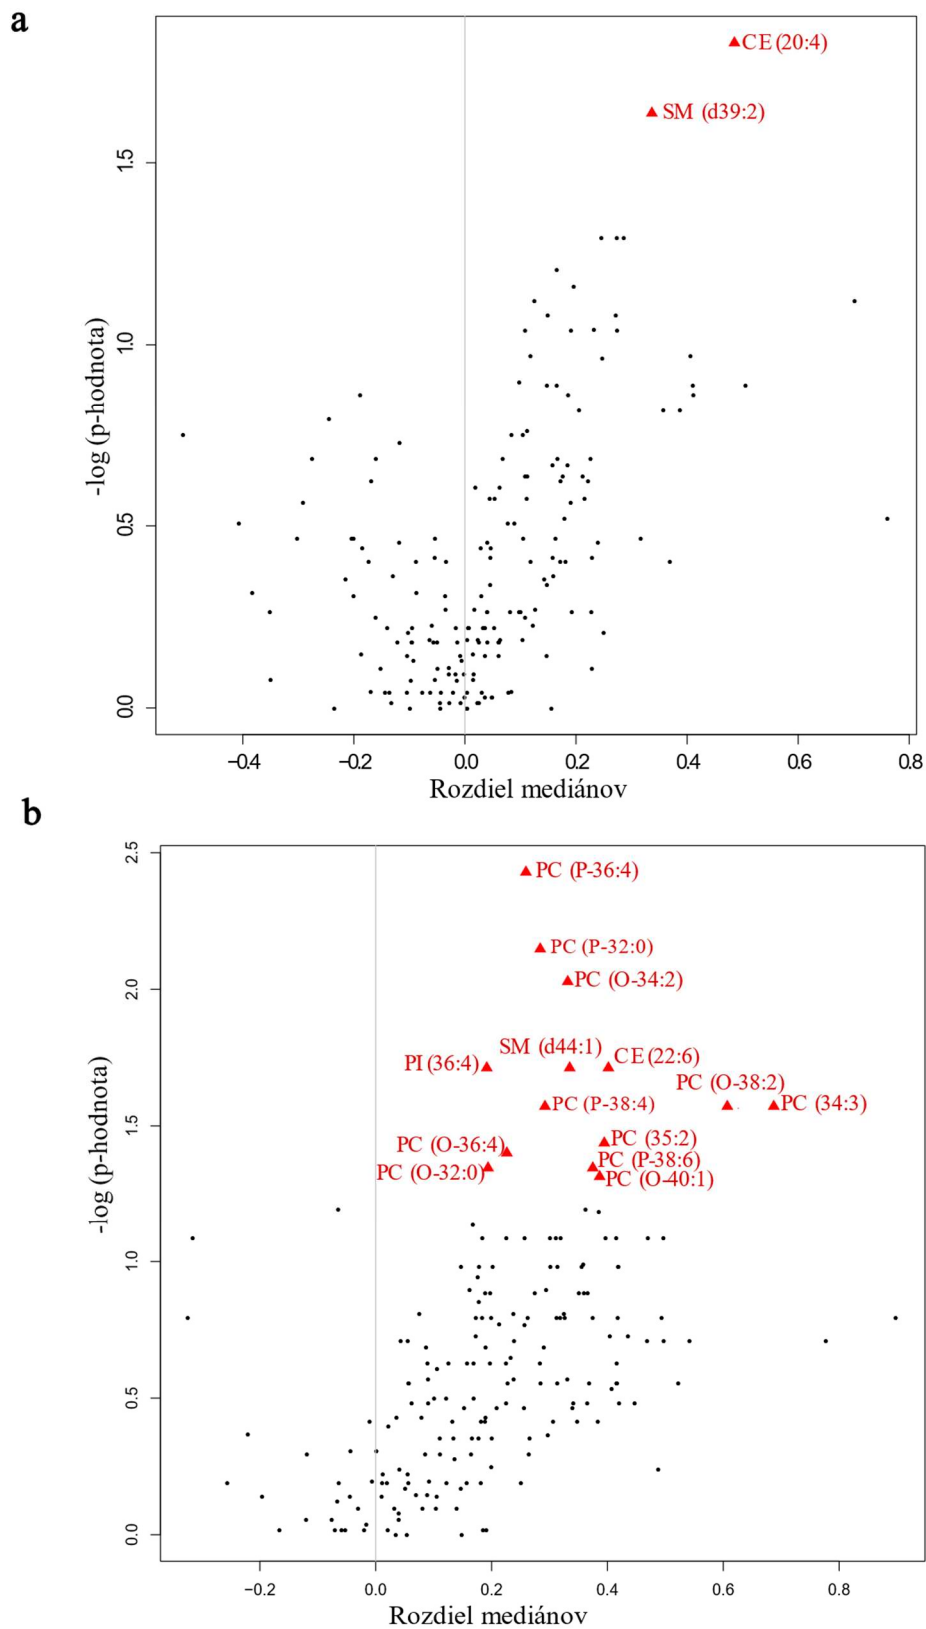 a
CE (20:4)
SM (d39:2)
1.5
1.0
0.5
0.0
-log (p-hodnota)
−0.4 −0.2 0.0 0.2 0.4 0.6 0.8
Rozdiel mediánov
b
2.5
PC (P-36:4)
PC (P-32:0)
2.0
PC (O-34:2)
SM (d44:1)
PI (36:4)
CE (22:6)
PC (O-38:2)
PC (P-38:4)
PC (34:3)
1.5
PC (O-36:4)
PC (35:2)
PC (P-38:6)
PC (O-32:0)
PC (O-40:1)
1.0
0.5
0.0
-log (p-hodnota)
−0.2 0.0 0.2 0.4 0.6 0.8
Rozdiel mediánov